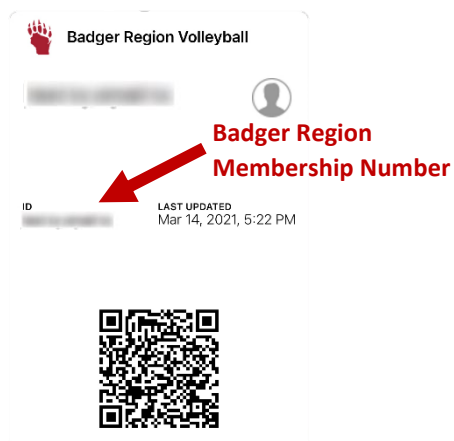 Badger Region Volleyball
Badger Region
Membership Number
ID
LAST UPDATED
Mar 14, 2021, 5:22 PM